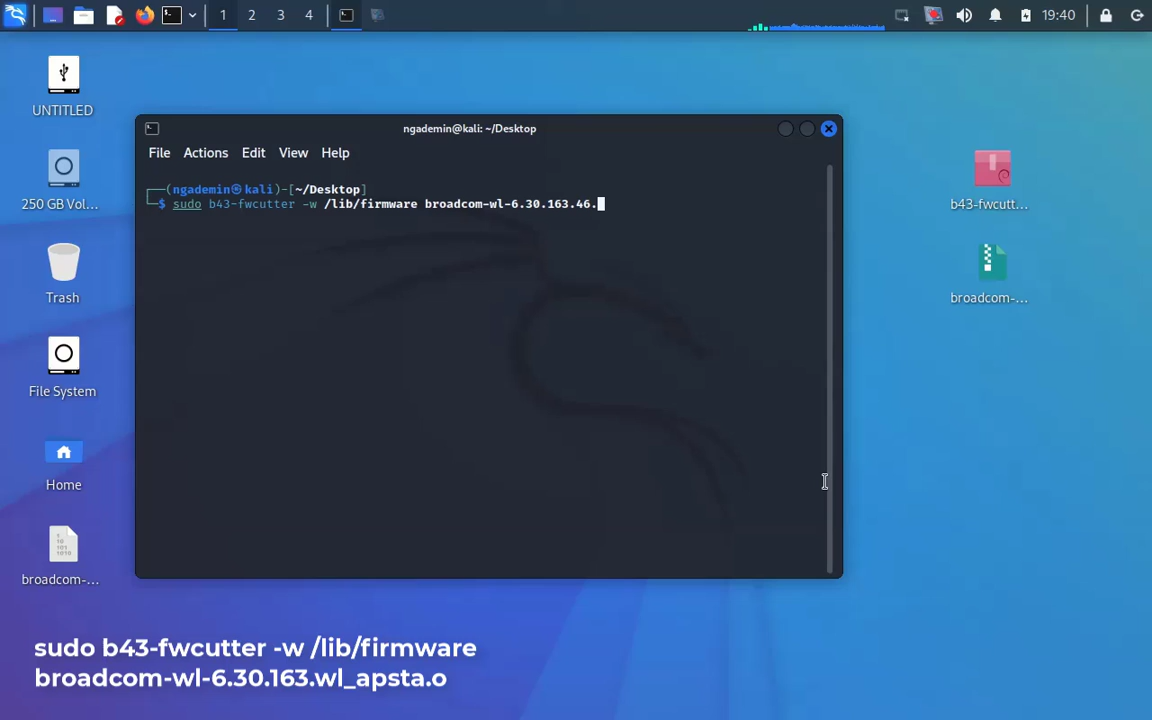 1 2 3 4 19:40
UNTITLED
250 GB Vol...
Trash
File System
Home
broadcom-...
ngademin@kali: ~/Desktop
File Actions Edit View Help
┌──(ngademin㉿kali)-[~/Desktop]
└─$ sudo b43-fwcutter -w /lib/firmware broadcom-wl-6.30.163.46.
b43-fwcutt...
broadcom-...
sudo b43-fwcutter -w /lib/firmware
broadcom-wl-6.30.163.wl_apsta.o